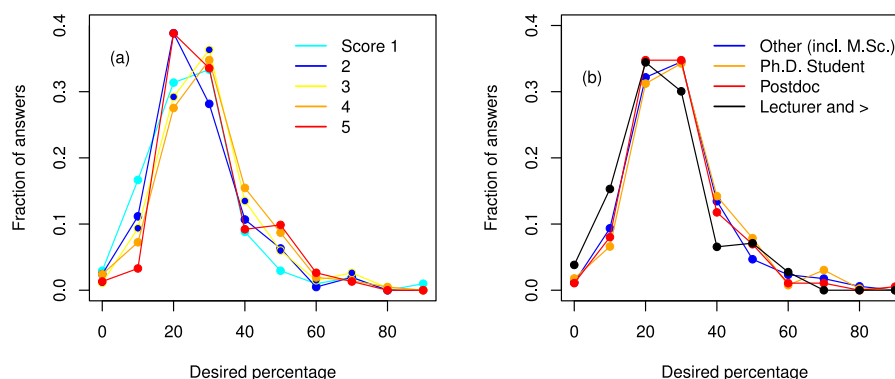 (a)
Score 1
2
3
4
5
Fraction of answers
0.0
0.1
0.2
0.3
0.4
0
20
40
60
80
Desired percentage
(b)
Other (incl. M.Sc.)
Ph.D. Student
Postdoc
Lecturer and >
Fraction of answers
0.0
0.1
0.2
0.3
0.4
0
20
40
60
80
Desired percentage